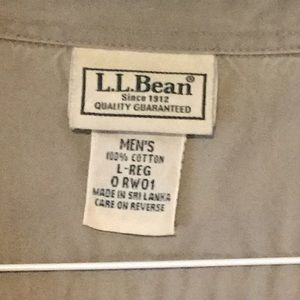 L.L.Bean®
Since 1912
QUALITY GUARANTEED
MEN'S
100% COTTON
L-REG
0 RW01
MADE IN SRI LANKA
CARE ON REVERSE